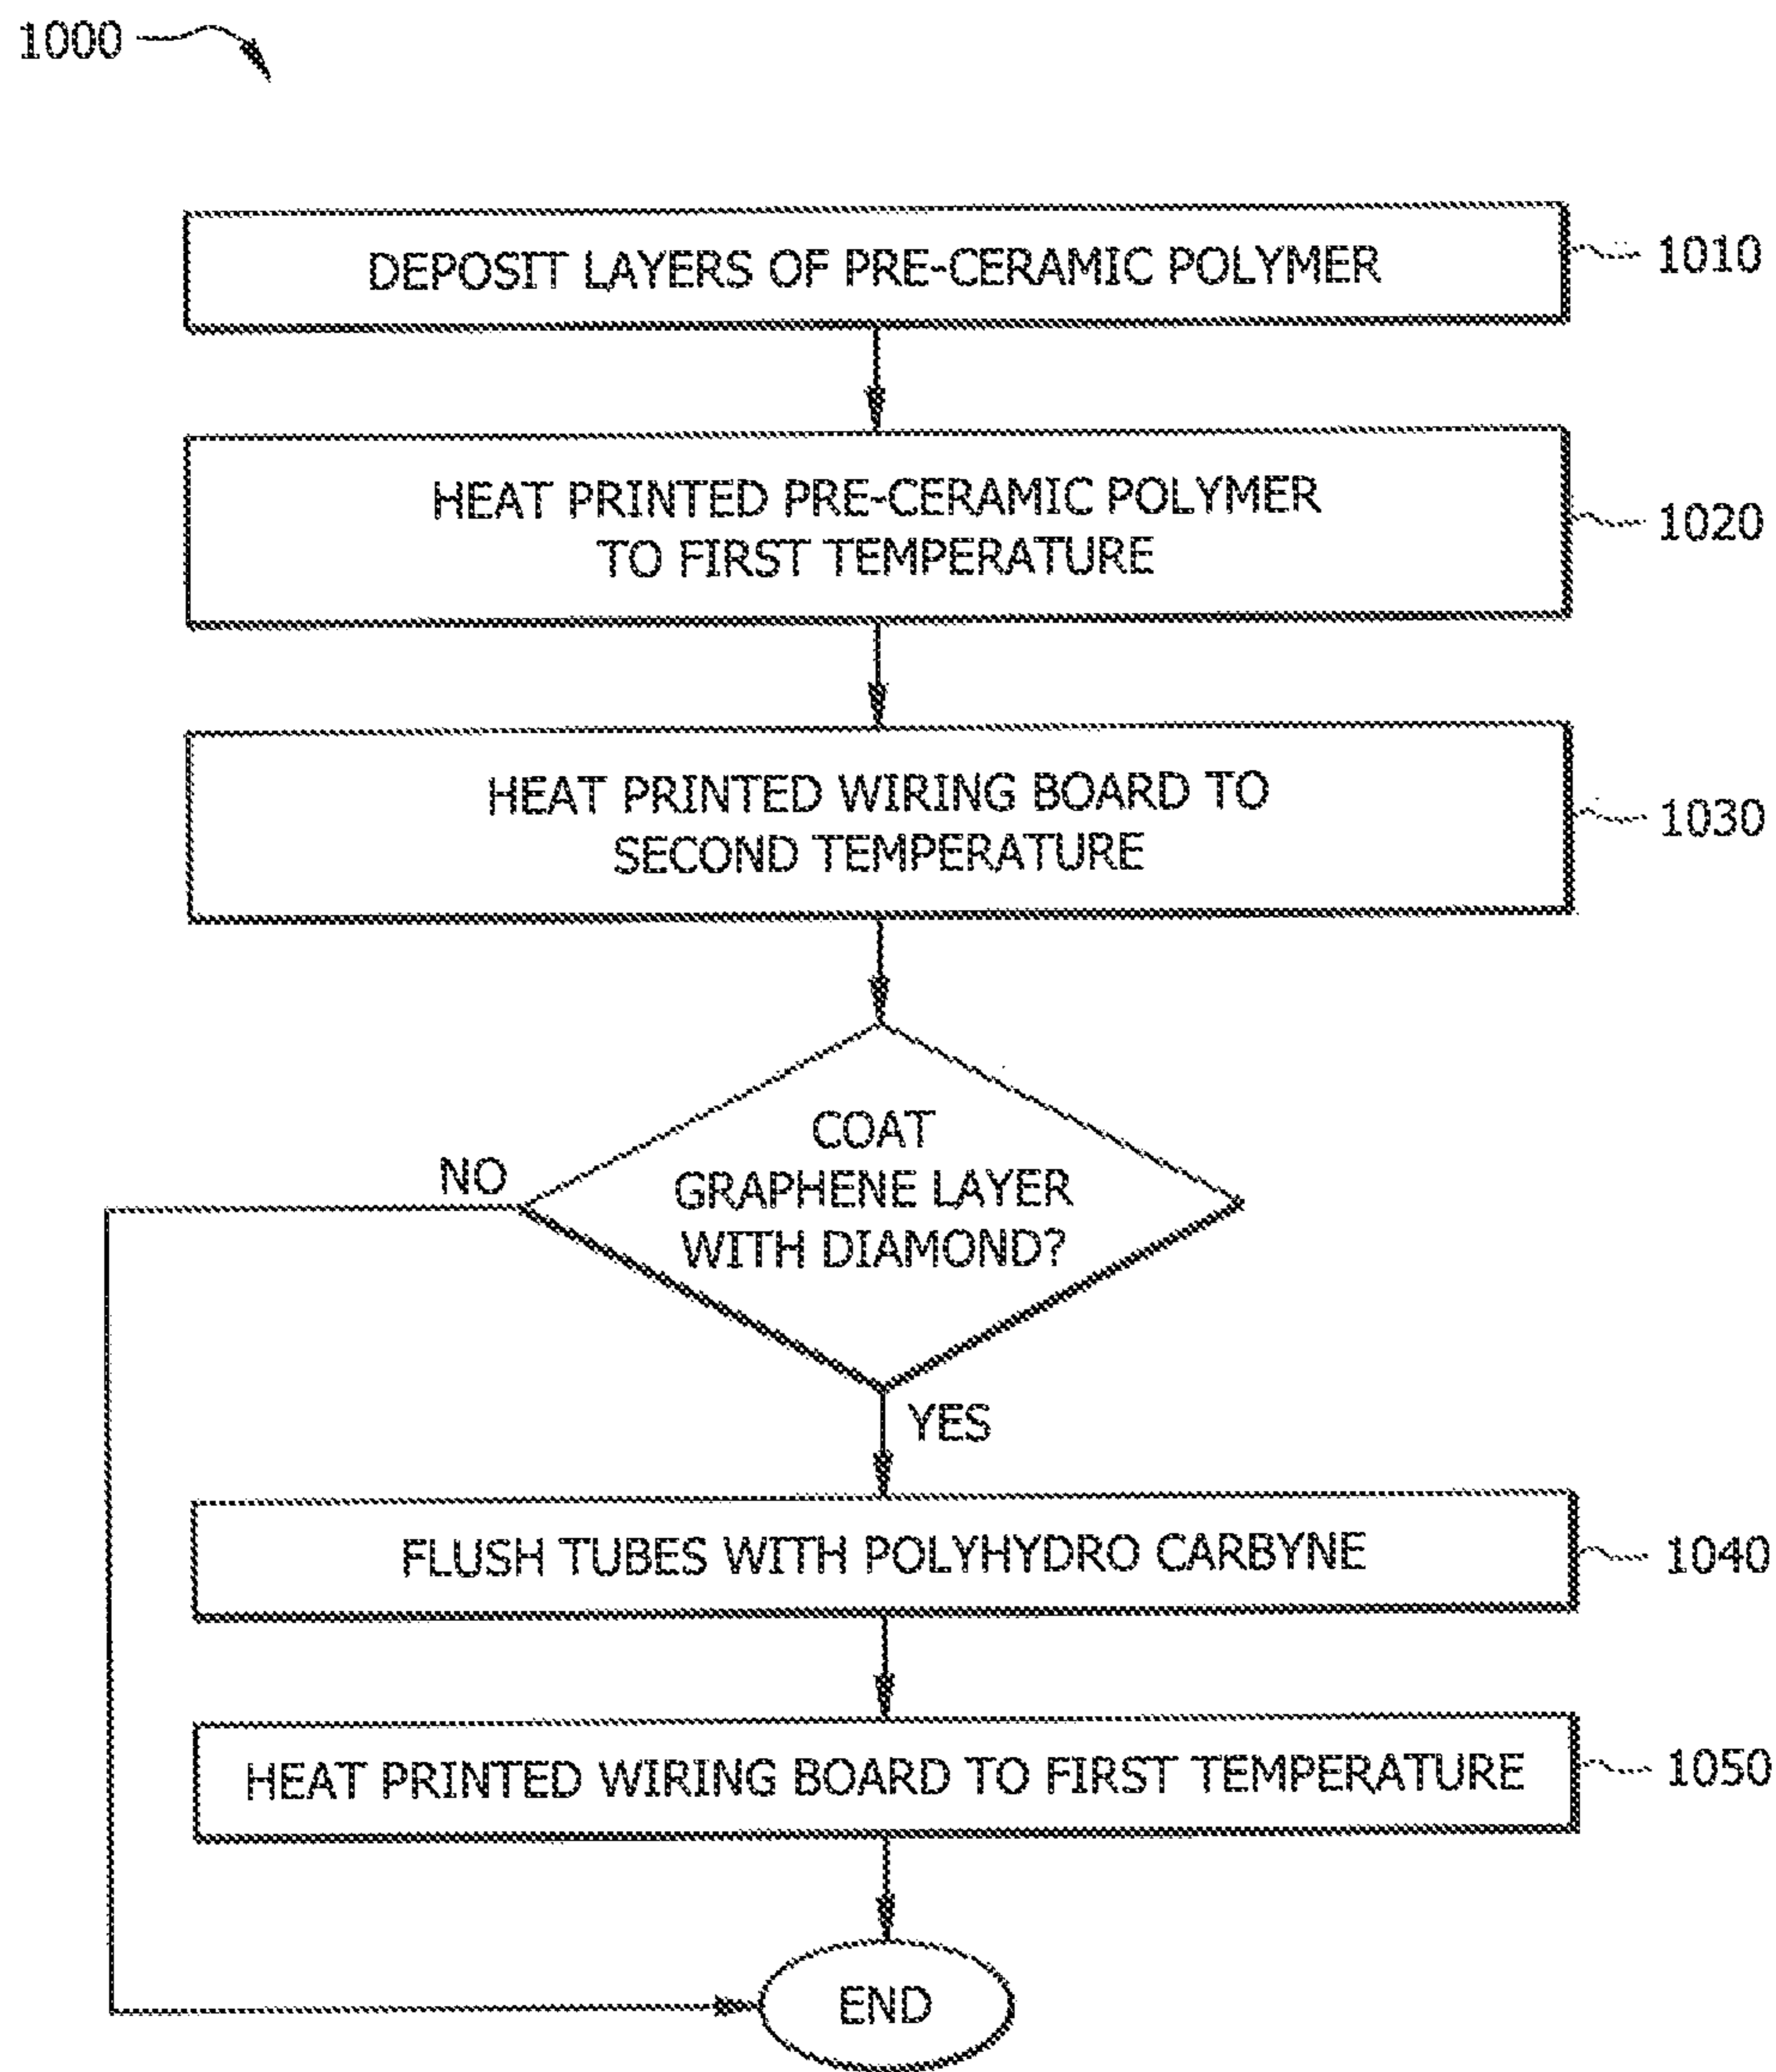 1000
DEPOSIT LAYERS OF PRE-CERAMIC POLYMER
1010
HEAT PRINTED PRE-CERAMIC POLYMER
TO FIRST TEMPERATURE
1020
HEAT PRINTED WIRING BOARD TO
SECOND TEMPERATURE
1030
COAT
GRAPHENE LAYER
WITH DIAMOND?
NO
YES
FLUSH TUBES WITH POLYHYDRO CARBYNE
1040
HEAT PRINTED WIRING BOARD TO FIRST TEMPERATURE
1050
END